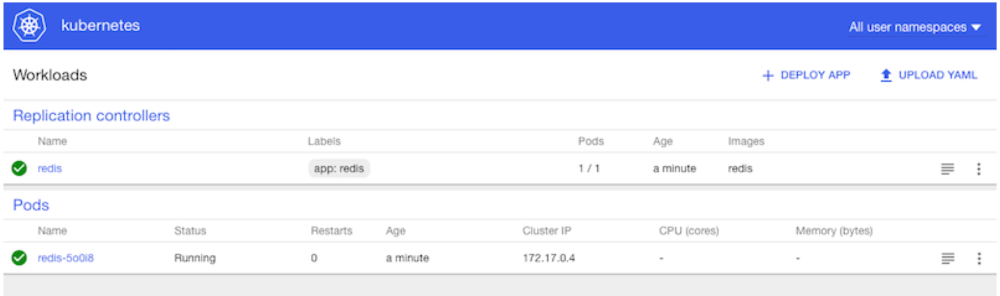 kubernetes All user namespaces
Workloads DEPLOY APP UPLOAD YAML
Replication controllers
Name Labels Pods Age Images
redis app: redis 1 / 1 a minute redis
Pods
Name Status Restarts Age Cluster IP CPU (cores) Memory (bytes)
redis-5o0i8 Running 0 a minute 172.17.0.4 - -